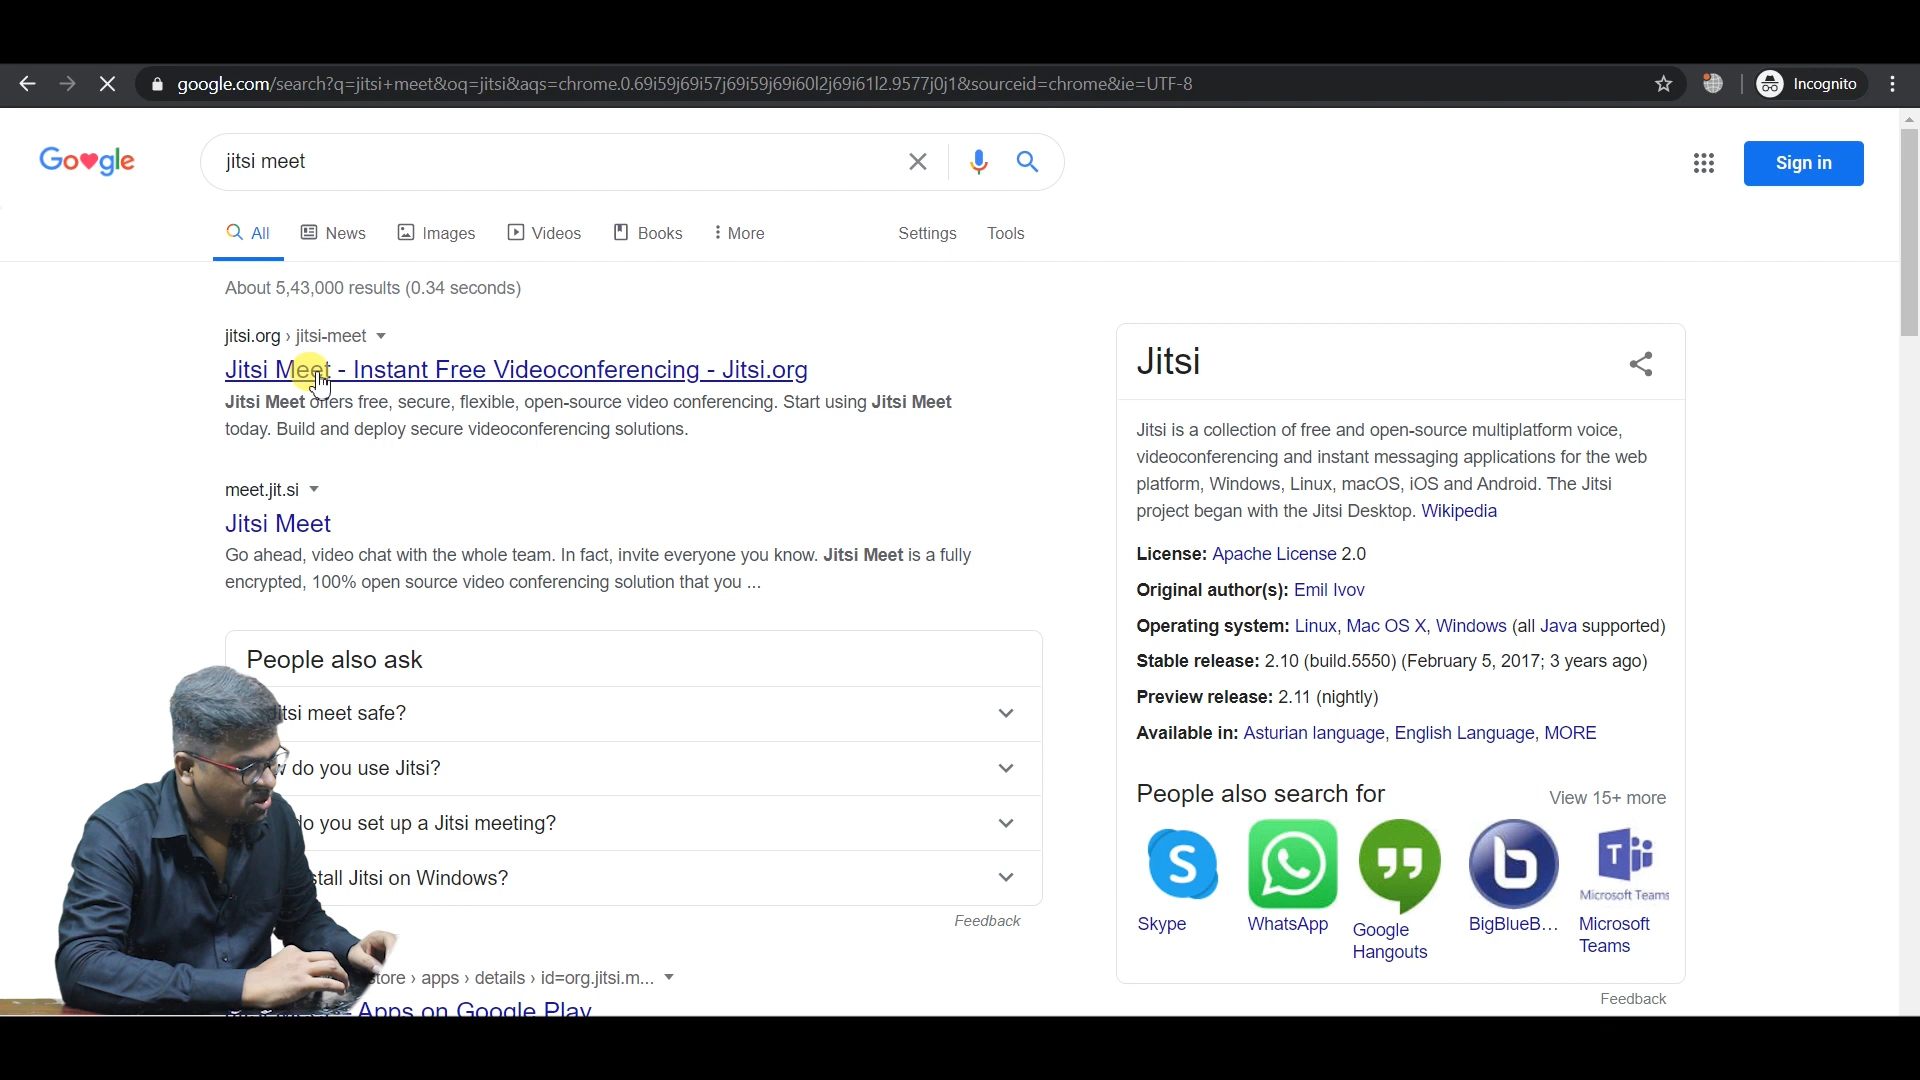 google.com/search?q=jitsi+meet&oq=jitsi&aqs=chrome.0.69i59j69i57j69i59j69i60l2j69i61l2.9577j0j1&sourceid=chrome&ie=UTF-8
Incognito
Google
jitsi meet
Sign in
All News Images Videos Books More Settings Tools
About 5,43,000 results (0.34 seconds)
jitsi.org › jitsi-meet
Jitsi Meet - Instant Free Videoconferencing - Jitsi.org
Jitsi Meet offers free, secure, flexible, open-source video conferencing. Start using Jitsi Meet
today. Build and deploy secure videoconferencing solutions.
meet.jit.si
Jitsi Meet
Go ahead, video chat with the whole team. In fact, invite everyone you know. Jitsi Meet is a fully
encrypted, 100% open source video conferencing solution that you ...
People also ask
meet safe?
do you use Jitsi?
you set up a Jitsi meeting?
Jitsi on Windows?
Feedback
› apps › details › id=org.jitsi.m...
- Apps on Google Play
Jitsi
Jitsi is a collection of free and open-source multiplatform voice,
videoconferencing and instant messaging applications for the web
platform, Windows, Linux, macOS, iOS and Android. The Jitsi
project began with the Jitsi Desktop. Wikipedia
License: Apache License 2.0
Original author(s): Emil Ivov
Operating system: Linux, Mac OS X, Windows (all Java supported)
Stable release: 2.10 (build.5550) (February 5, 2017; 3 years ago)
Preview release: 2.11 (nightly)
Available in: Asturian language, English Language, MORE
People also search for
View 15+ more
Microsoft Teams
Skype
WhatsApp
Google
Hangouts
BigBlueB...
Microsoft
Teams
Feedback